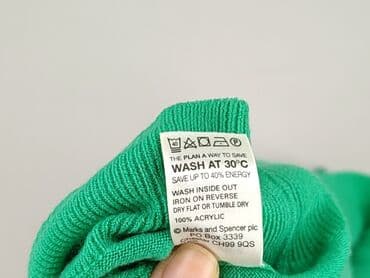 THE PLAN A WAY TO SAVE
WASH AT 30°C
SAVE UP TO 40% ENERGY
WASH INSIDE OUT
IRON ON REVERSE
DRY FLAT OR TUMBLE DRY
100% ACRYLIC
© Marks and Spencer plc
PO Box 3339
CH99 9QS